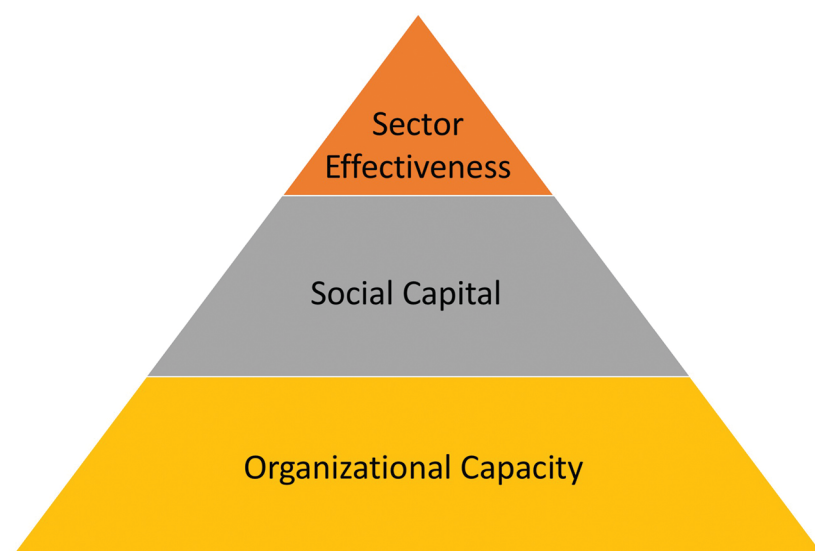 Sector
Effectiveness
Social Capital
Organizational Capacity